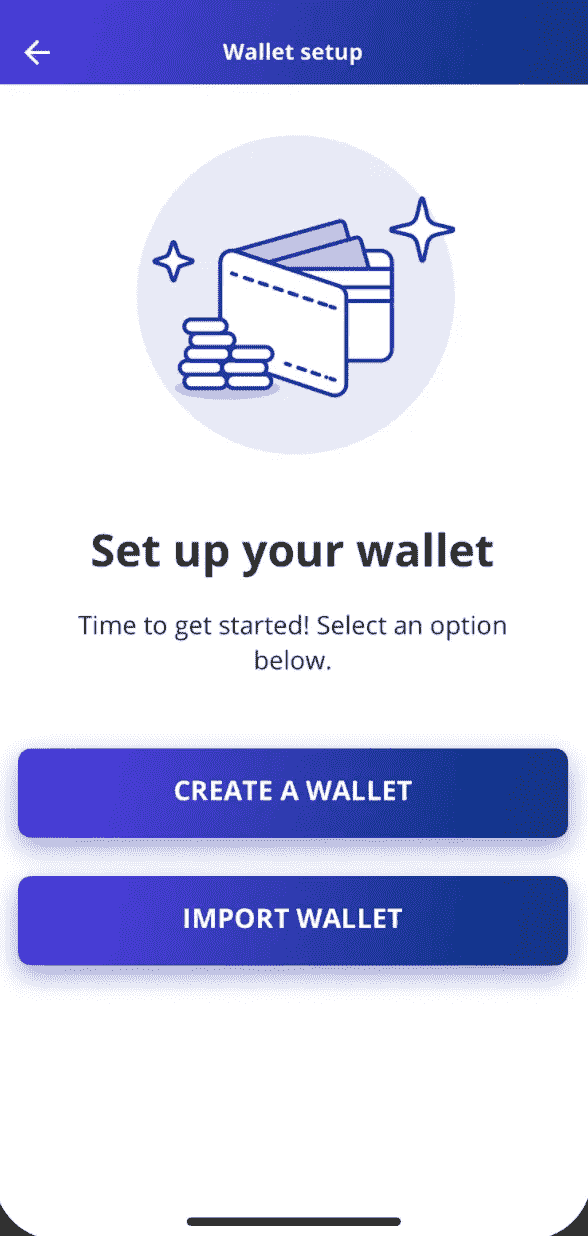 Wallet setup
Set up your wallet
Time to get started! Select an option
below.
CREATE A WALLET
IMPORT WALLET